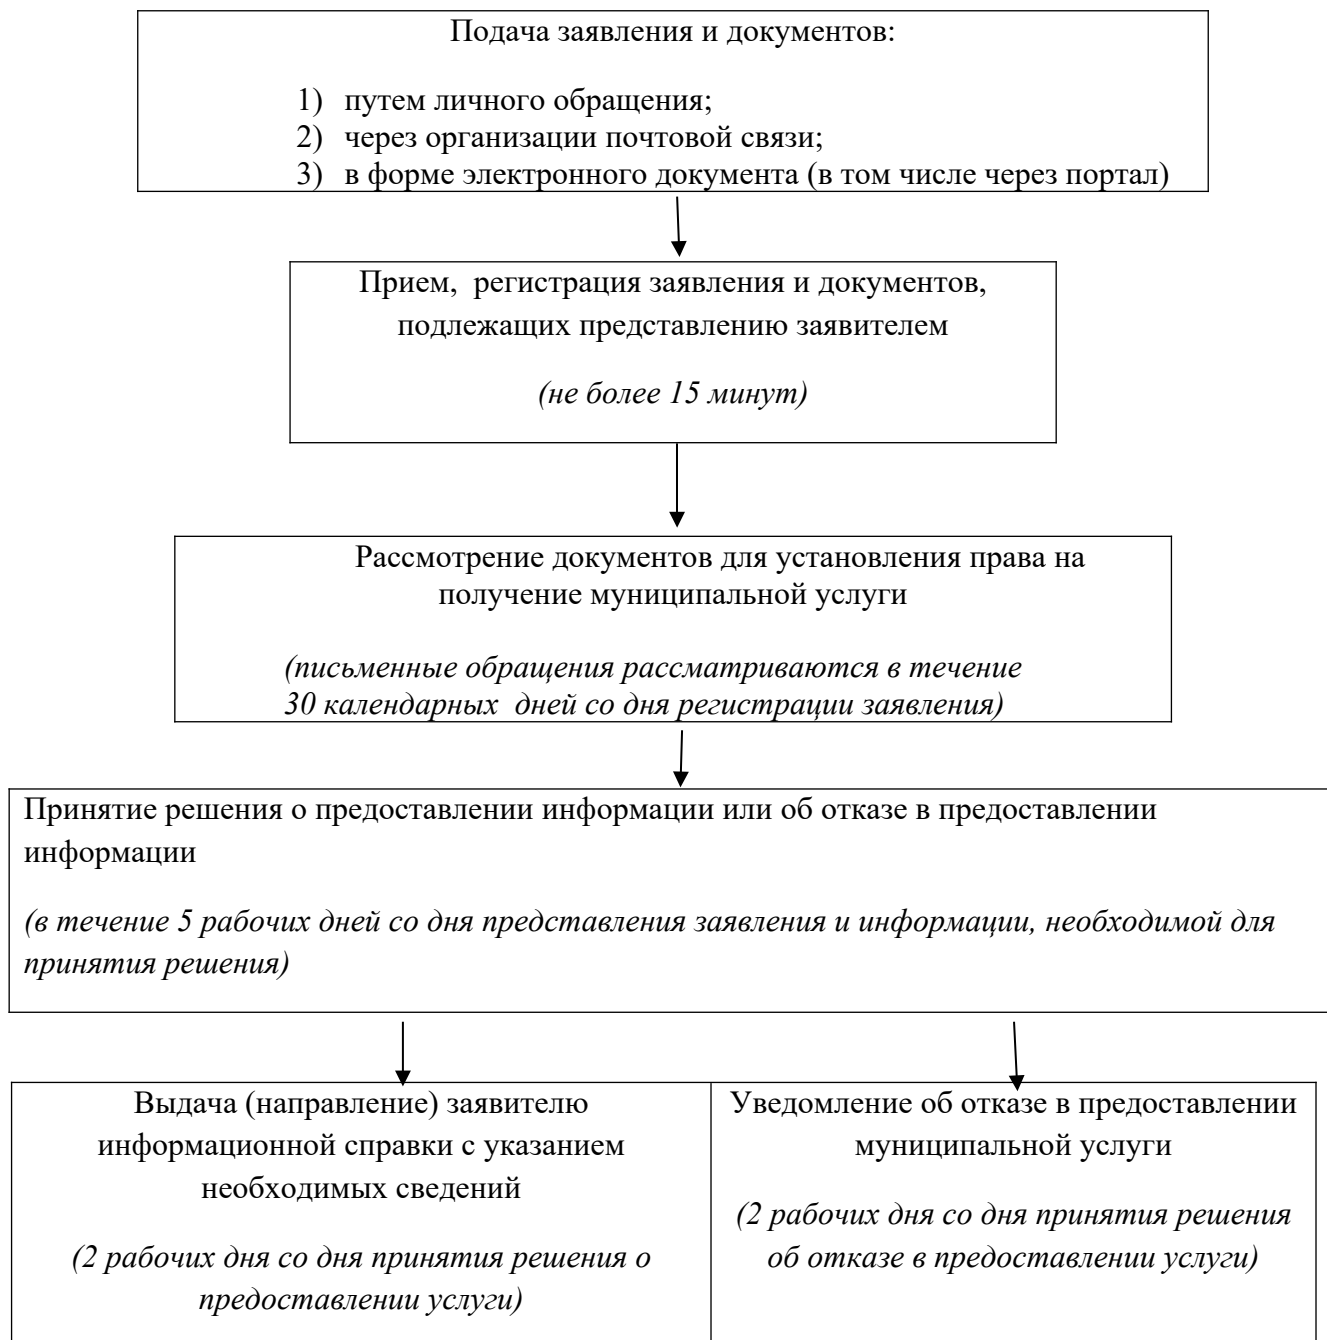 Подача заявления и документов:
1) путем личного обращения;
2) через организации почтовой связи;
3) в форме электронного документа (в том числе через портал)
Прием, регистрация заявления и документов,
подлежащих представлению заявителем
(не более 15 минут)
Рассмотрение документов для установления права на
получение муниципальной услуги
(письменные обращения рассматриваются в течение
30 календарных дней со дня регистрации заявления)
Принятие решения о предоставлении информации или об отказе в предоставлении
информации
(в течение 5 рабочих дней со дня представления заявления и информации, необходимой для
принятия решения)
Выдача (направление) заявителю
информационной справки с указанием
необходимых сведений
(2 рабочих дня со дня принятия решения о
предоставлении услуги)
Уведомление об отказе в предоставлении
муниципальной услуги
(2 рабочих дня со дня принятия решения
об отказе в предоставлении услуги)